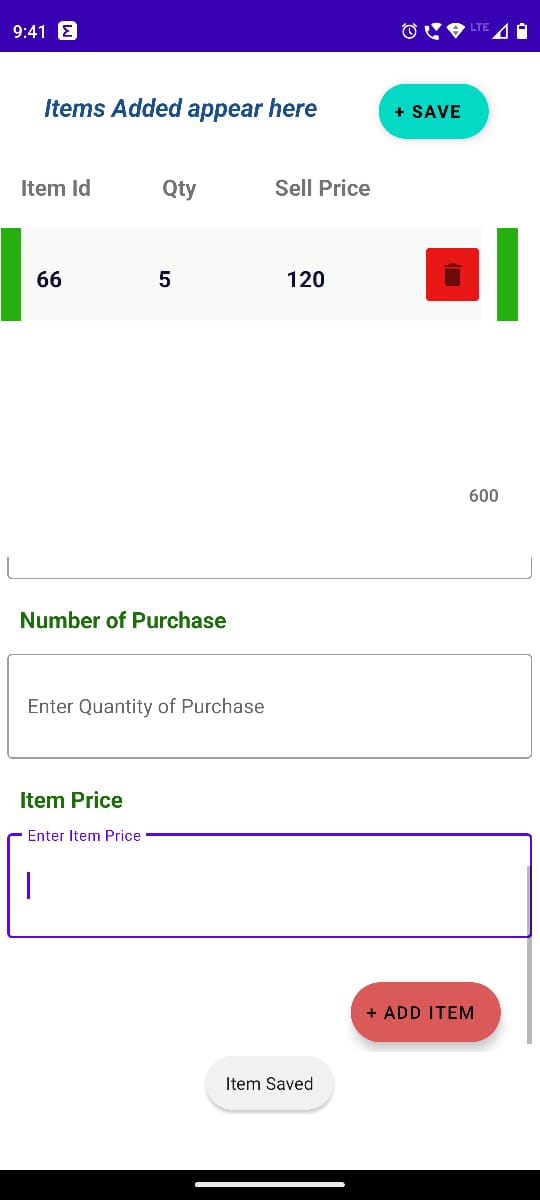 9:41 Σ LTE
Items Added appear here
+ SAVE
Item Id Qty Sell Price
66 5 120
600
Number of Purchase
Enter Quantity of Purchase
Item Price
Enter Item Price
+ ADD ITEM
Item Saved